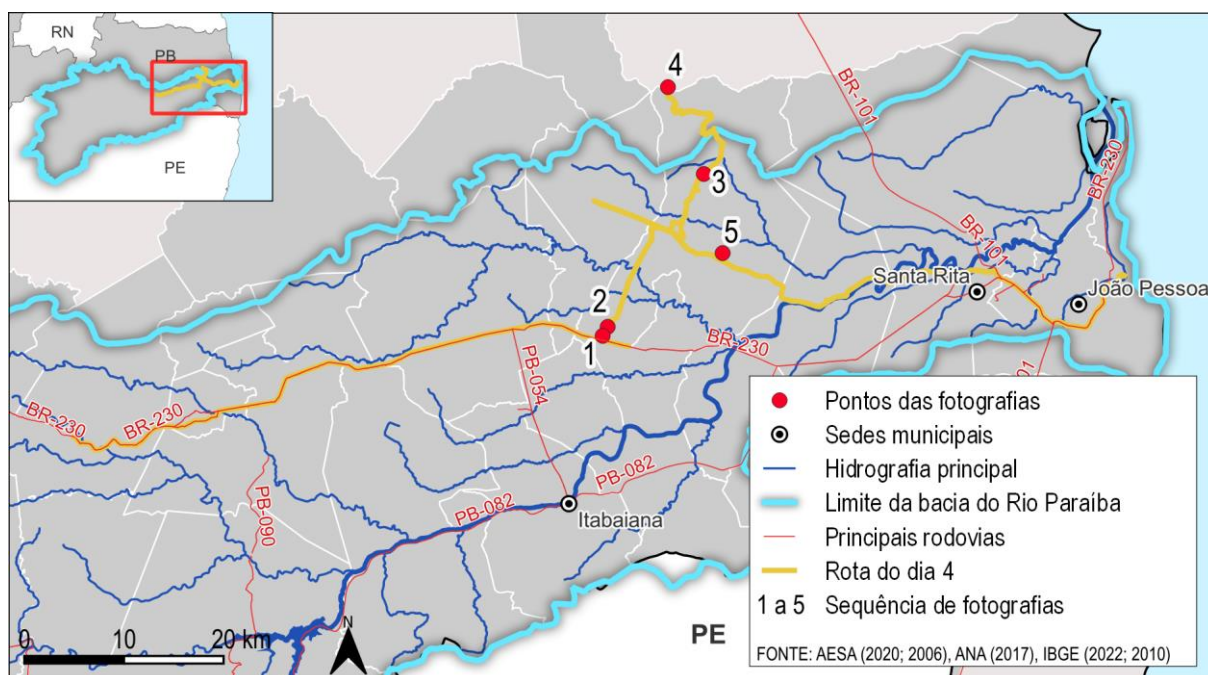 RN
PB
PE
4
BR-101
BR-230
3
5
BR-101
Santa Rita
João Pessoa
2
1
BR-230
PB-054
101
BR-230
BR-230
PB-082
PB-082
PB-090
Itabaiana
N
0 10 20 km
PE
Pontos das fotografias
Sedes municipais
Hidrografia principal
Limite da bacia do Rio Paraíba
Principais rodovias
Rota do dia 4
1 a 5 Sequência de fotografias
FONTE: AESA (2020; 2006), ANA (2017), IBGE (2022; 2010)